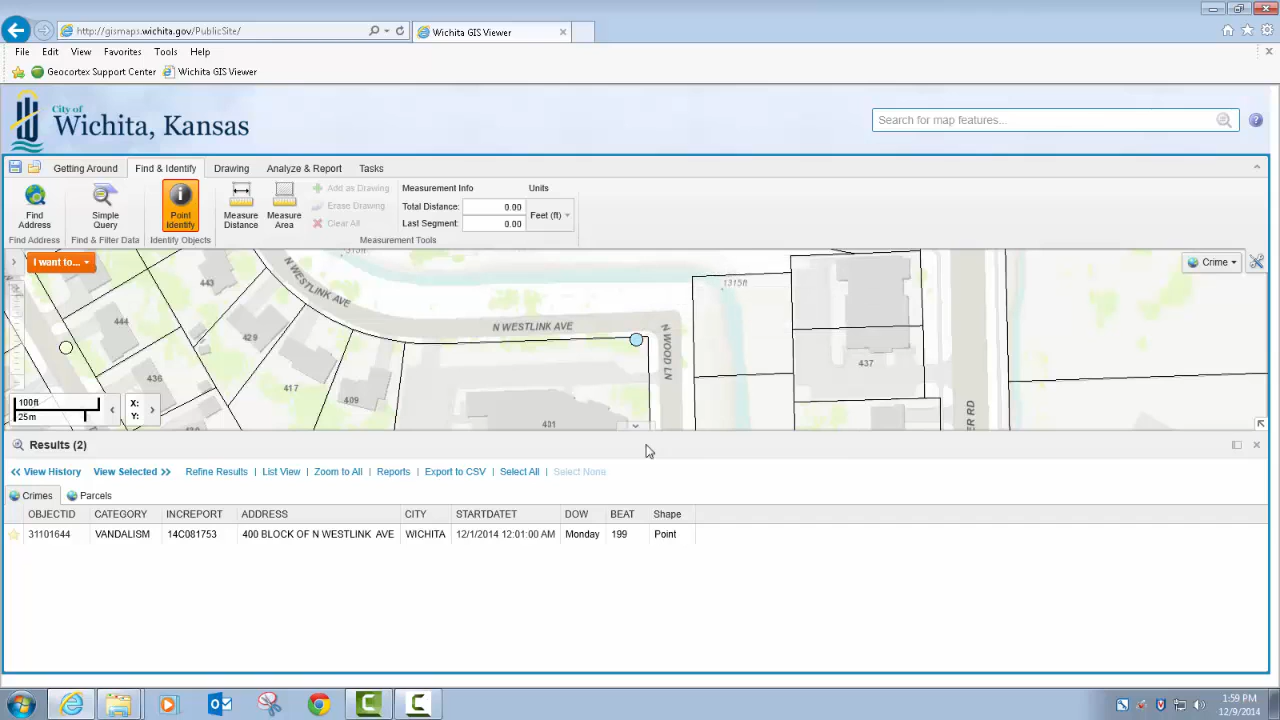 http://gismaps.wichita.gov/PublicSite/
Wichita GIS Viewer
File Edit View Favorites Tools Help
Geocortex Support Center Wichita GIS Viewer
City of
Wichita, Kansas
Search for map features...
Getting Around Find & Identify Drawing Analyze & Report Tasks
Find Address
Simple Query
Point Identify
Measure Distance
Measure Area
Add as Drawing
Erase Drawing
Clear All
Measurement Info Units
Total Distance: 0.00
Last Segment: 0.00
Feet (ft)
Find Address Find & Filter Data Identify Objects Measurement Tools
I want to...
Crime
1315ft
1315ft
N WESTLINK AVE
N WESTLINK AVE
N WOOD LN
ER RD
443
444
429
436
417
409
401
437
100ft
25m
X:
Y:
Results (2)
View History View Selected Refine Results | List View | Zoom to All | Reports | Export to CSV | Select All | Select None
Crimes Parcels
OBJECTID CATEGORY INCREPORT ADDRESS CITY STARTDATET DOW BEAT Shape
31101644 VANDALISM 14C081753 400 BLOCK OF N WESTLINK AVE WICHITA 12/1/2014 12:01:00 AM Monday 199 Point
1:59 PM
12/9/2014